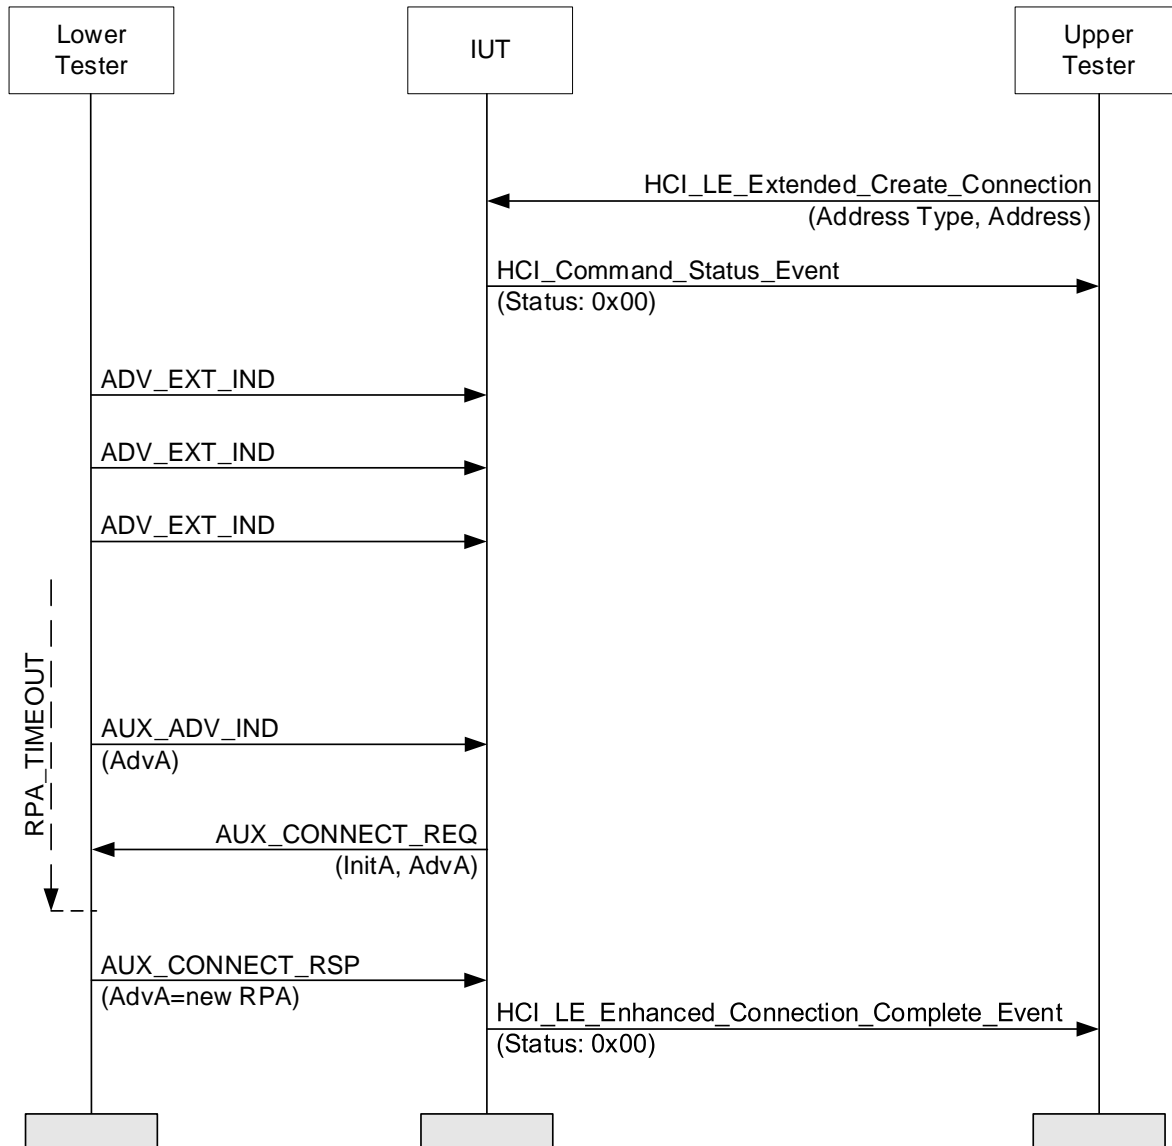 Lower
Tester
IUT
Upper
Tester
HCI_LE_Extended_Create_Connection
(Address Type, Address)
HCI_Command_Status_Event
(Status: 0x00)
ADV_EXT_IND
ADV_EXT_IND
ADV_EXT_IND
RPA_TIMEOUT
AUX_ADV_IND
(AdvA)
AUX_CONNECT_REQ
(InitA, AdvA)
AUX_CONNECT_RSP
(AdvA=new RPA)
HCI_LE_Enhanced_Connection_Complete_Event
(Status: 0x00)